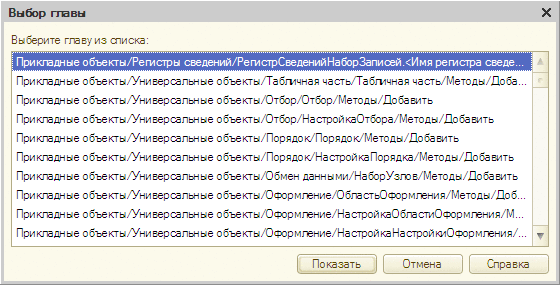 Выбор главы
Выберите главу из списка:
Прикладные объекты/Регистры сведений/РегистрСведенийНаборЗаписей.<Имя регистра сведе...
Прикладные объекты/Универсальные объекты/Табличная часть/Табличная часть/Методы/Доба...
Прикладные объекты/Универсальные объекты/Отбор/Отбор/Методы/Добавить
Прикладные объекты/Универсальные объекты/Отбор/НастройкаОтбора/Методы/Добавить
Прикладные объекты/Универсальные объекты/Порядок/Порядок/Методы/Добавить
Прикладные объекты/Универсальные объекты/Порядок/НастройкаПорядка/Методы/Добавить
Прикладные объекты/Универсальные объекты/Обмен данными/НаборУзлов/Методы/Добавить
Прикладные объекты/Универсальные объекты/Оформление/ОбластьОформления/Методы/Доб...
Прикладные объекты/Универсальные объекты/Оформление/НастройкаОбластиОформления/М...
Прикладные объекты/Универсальные объекты/Оформление/НастройкаНастройкиОформления/...
Показать Отмена Справка